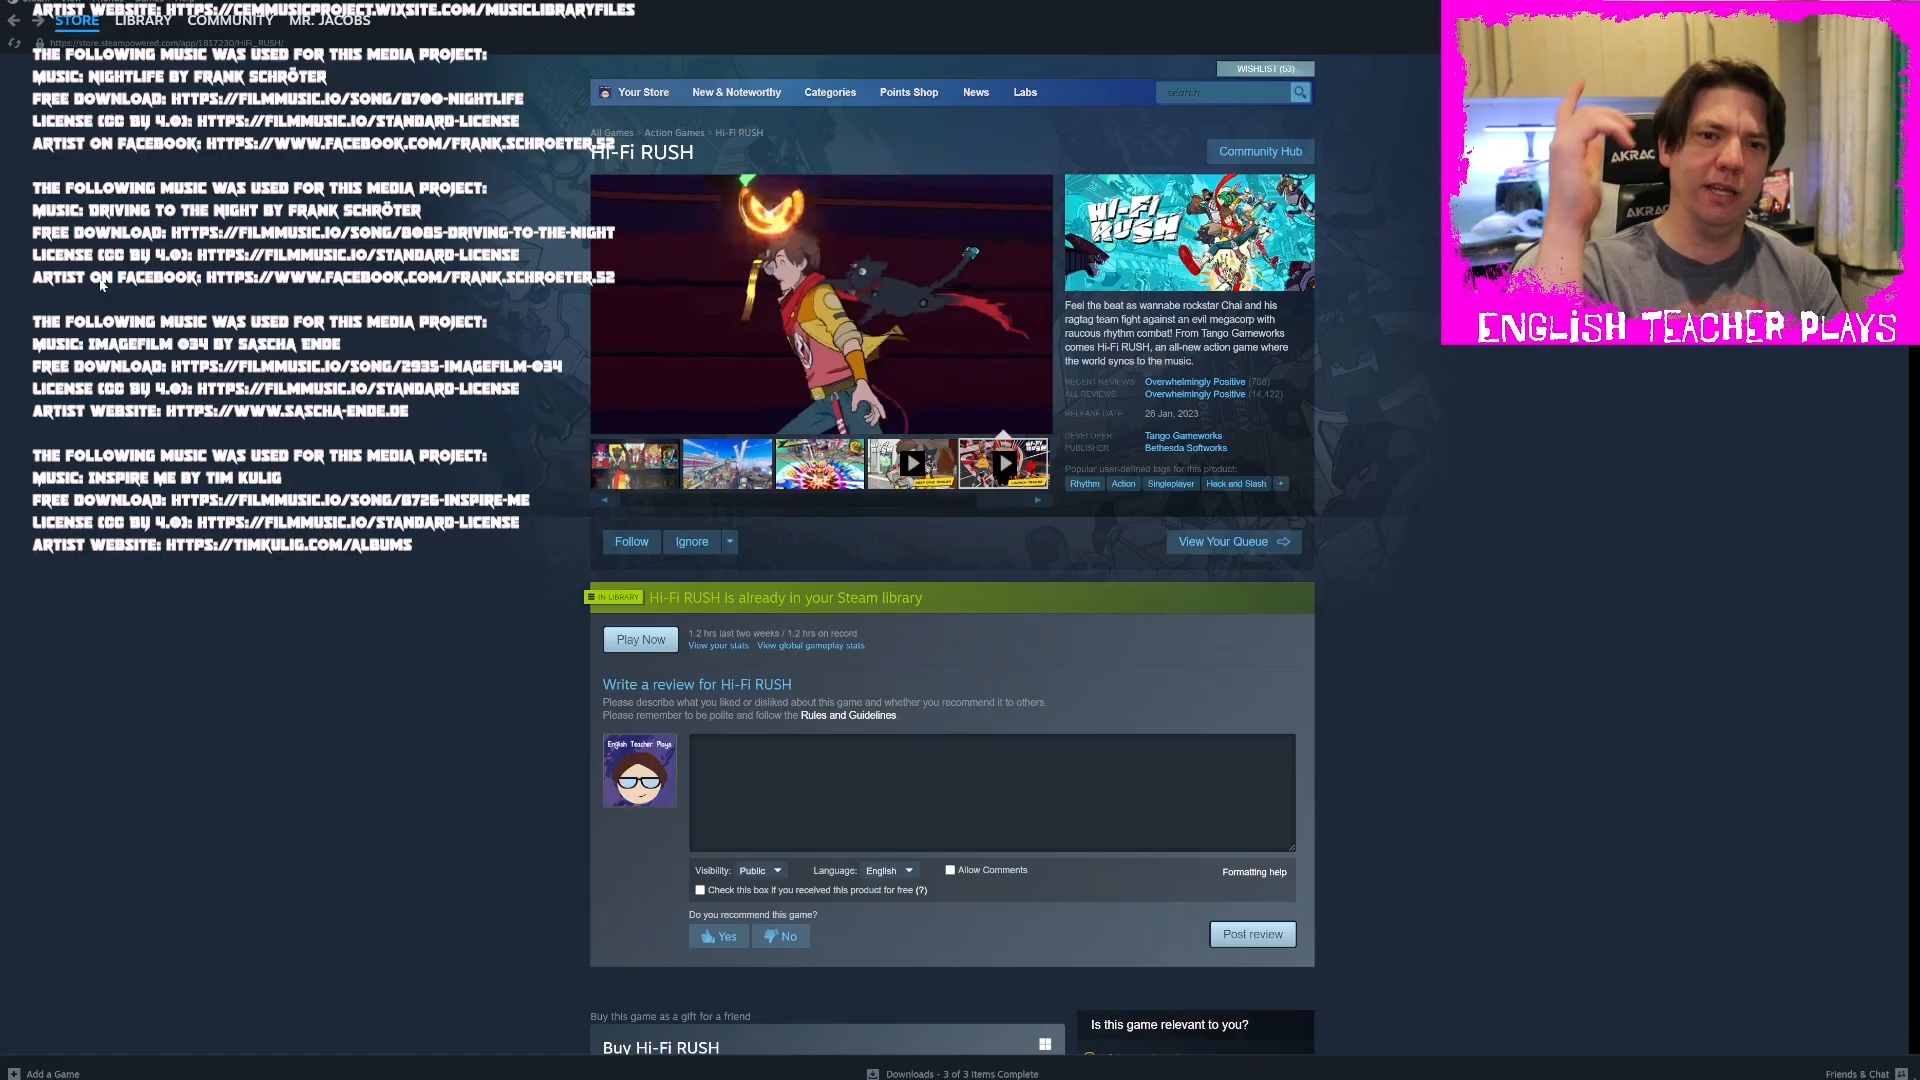 ARTIST WEBSITE: HTTPS://CEMMUSICPROJECT.WIXSITE.COM/MUSICLIBRARYFILES
STORE LIBRARY COMMUNITY MR. JACOBS
https://store.steampowered.com/app/1817230/HiFi_RUSH/
THE FOLLOWING MUSIC WAS USED FOR THIS MEDIA PROJECT:
MUSIC: NIGHTLIFE BY FRANK SCHRÖTER
FREE DOWNLOAD: HTTPS://FILMMUSIC.IO/SONG/8700-NIGHTLIFE
LICENSE (CC BY 4.0): HTTPS://FILMMUSIC.IO/STANDARD-LICENSE
ARTIST ON FACEBOOK: HTTPS://WWW.FACEBOOK.COM/FRANK.SCHROETER.52
THE FOLLOWING MUSIC WAS USED FOR THIS MEDIA PROJECT:
MUSIC: DRIVING TO THE NIGHT BY FRANK SCHRÖTER
FREE DOWNLOAD: HTTPS://FILMMUSIC.IO/SONG/8085-DRIVING-TO-THE-NIGHT
LICENSE (CC BY 4.0): HTTPS://FILMMUSIC.IO/STANDARD-LICENSE
ARTIST ON FACEBOOK: HTTPS://WWW.FACEBOOK.COM/FRANK.SCHROETER.52
THE FOLLOWING MUSIC WAS USED FOR THIS MEDIA PROJECT:
MUSIC: IMAGEFILM 034 BY SASCHA ENDE
FREE DOWNLOAD: HTTPS://FILMMUSIC.IO/SONG/2935-IMAGEFILM-034
LICENSE (CC BY 4.0): HTTPS://FILMMUSIC.IO/STANDARD-LICENSE
ARTIST WEBSITE: HTTPS://WWW.SASCHA-ENDE.DE
THE FOLLOWING MUSIC WAS USED FOR THIS MEDIA PROJECT:
MUSIC: INSPIRE ME BY TIM KULIG
FREE DOWNLOAD: HTTPS://FILMMUSIC.IO/SONG/8726-INSPIRE-ME
LICENSE (CC BY 4.0): HTTPS://FILMMUSIC.IO/STANDARD-LICENSE
ARTIST WEBSITE: HTTPS://TIMKULIG.COM/ALBUMS
WISHLIST (53)
Your Store New & Noteworthy Categories Points Shop News Labs search
All Games > Action Games > Hi-Fi RUSH
Hi-Fi RUSH
Community Hub
HI-FI
RUSH
Feel the beat as wannabe rockstar Chai and his
ragtag team fight against an evil megacorp with
raucous rhythm combat! From Tango Gameworks
comes Hi-Fi RUSH, an all-new action game where
the world syncs to the music.
RECENT REVIEWS: Overwhelmingly Positive (708)
ALL REVIEWS: Overwhelmingly Positive (14,422)
RELEASE DATE: 26 Jan, 2023
DEVELOPER: Tango Gameworks
PUBLISHER: Bethesda Softworks
Popular user-defined tags for this product:
Rhythm Action Singleplayer Hack and Slash +
Follow Ignore View Your Queue
IN LIBRARY Hi-Fi RUSH is already in your Steam library
Play Now
1.2 hrs last two weeks / 1.2 hrs on record
View your stats View global gameplay stats
Write a review for Hi-Fi RUSH
Please describe what you liked or disliked about this game and whether you recommend it to others.
Please remember to be polite and follow the Rules and Guidelines.
English Teacher Plays
Visibility: Public Language: English Allow Comments Formatting help
Check this box if you received this product for free (?)
Do you recommend this game?
Yes No Post review
Buy this game as a gift for a friend
Buy Hi-Fi RUSH
Is this game relevant to you?
Add a Game Downloads - 3 of 3 Items Complete Friends & Chat
AKRAC
AKRAC
ENGLISH TEACHER PLAYS